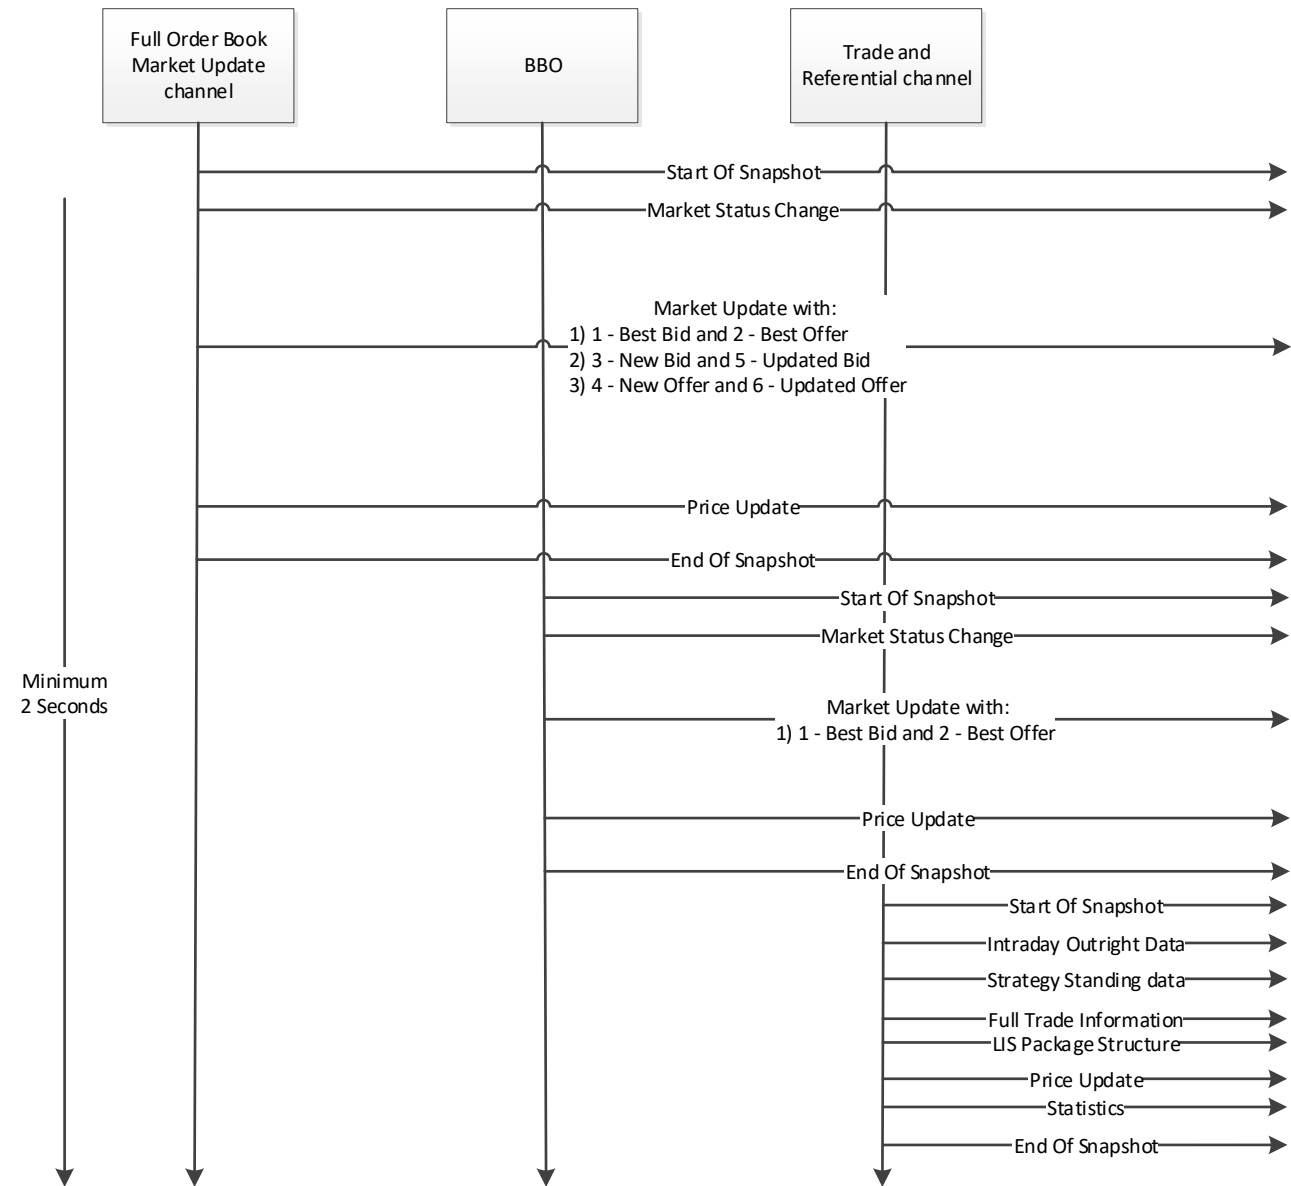 Full Order Book
Market Update
channel
BBO
Trade and
Referential channel
Start Of Snapshot
Market Status Change
Market Update with:
1) 1 - Best Bid and 2 - Best Offer
2) 3 - New Bid and 5 - Updated Bid
3) 4 - New Offer and 6 - Updated Offer
Price Update
End Of Snapshot
Start Of Snapshot
Market Status Change
Minimum
2 Seconds
Market Update with:
1) 1 - Best Bid and 2 - Best Offer
Price Update
End Of Snapshot
Start Of Snapshot
Intraday Outright Data
Strategy Standing data
Full Trade Information
LIS Package Structure
Price Update
Statistics
End Of Snapshot